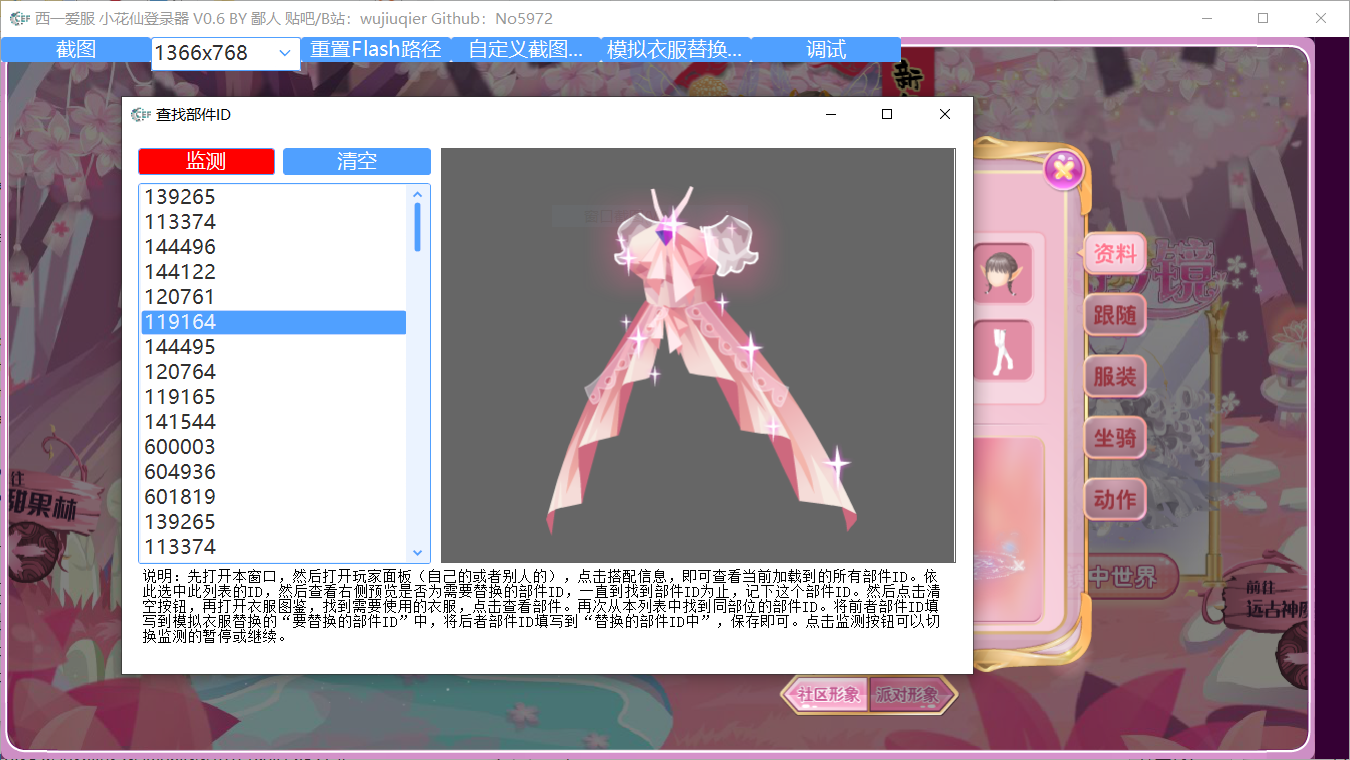 西一爱服 小花仙登录器 V0.6 BY 鄙人 贴吧/B站：wujiuqier Github：No5972
截图
1366x768
重置Flash路径
自定义截图...
模拟衣服替换...
调试
新
查找部件ID
监测
清空
139265
113374
144496
144122
120761
119164
144495
120764
119165
141544
600003
604936
601819
139265
113374
说明：先打开本窗口，然后打开玩家面板（自己的或者别人的），点击搭配信息，即可查看当前加载到的所有部件ID。依
此选中此列表的ID，然后查看右侧预览是否为需要替换的部件ID，一直到找到部件ID为止，记下这个部件ID。然后点击清
空按钮，再打开衣服图鉴，找到需要使用的衣服，点击查看部件。再次从本列表中找到同部位的部件ID。将前者部件ID填
写到模拟衣服替换的“要替换的部件ID”中，将后者部件ID填写到“替换的部件ID中”，保存即可。点击监测按钮可以切
换监测的暂停或继续。
资料
跟随
服装
坐骑
动作
镜
中世界
前往
远古神
往
甜果林
社区形象
派对形象